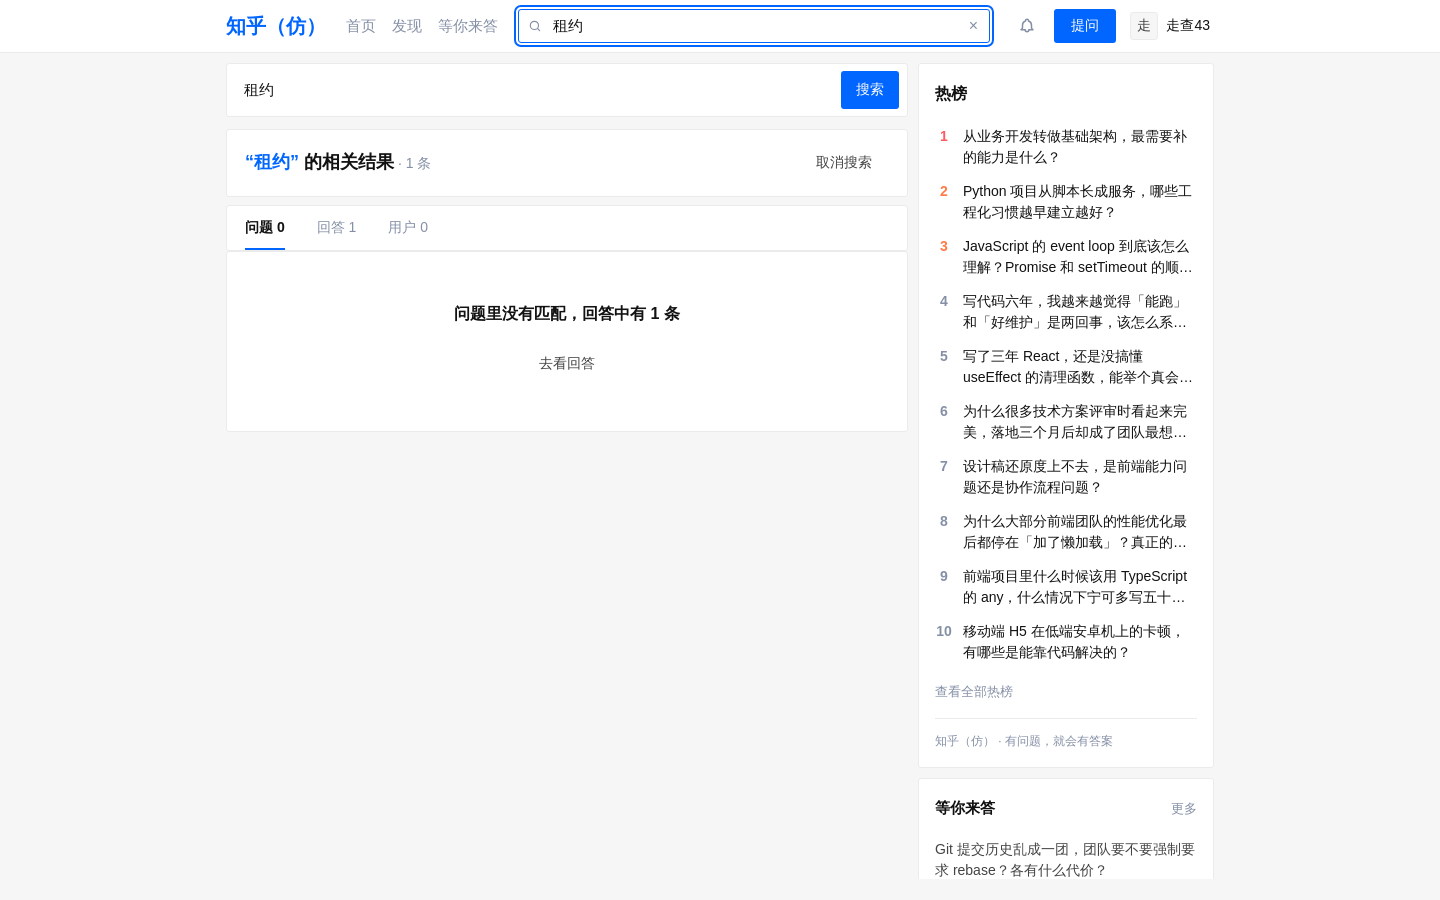 知乎（仿） 首页 发现 等你来答 租约 × 提问 走 走查43
租约 搜索
“租约” 的相关结果 · 1 条 取消搜索
问题 0 回答 1 用户 0
问题里没有匹配，回答中有 1 条
去看回答
热榜
1 从业务开发转做基础架构，最需要补
的能力是什么？
2 Python 项目从脚本长成服务，哪些工
程化习惯越早建立越好？
3 JavaScript 的 event loop 到底该怎么
理解？Promise 和 setTimeout 的顺…
4 写代码六年，我越来越觉得「能跑」
和「好维护」是两回事，该怎么系…
5 写了三年 React，还是没搞懂
useEffect 的清理函数，能举个真会…
6 为什么很多技术方案评审时看起来完
美，落地三个月后却成了团队最想…
7 设计稿还原度上不去，是前端能力问
题还是协作流程问题？
8 为什么大部分前端团队的性能优化最
后都停在「加了懒加载」？真正的…
9 前端项目里什么时候该用 TypeScript
的 any，什么情况下宁可多写五十…
10 移动端 H5 在低端安卓机上的卡顿，
有哪些是能靠代码解决的？
查看全部热榜
知乎（仿） · 有问题，就会有答案
等你来答 更多
Git 提交历史乱成一团，团队要不要强制要
求 rebase？各有什么代价？